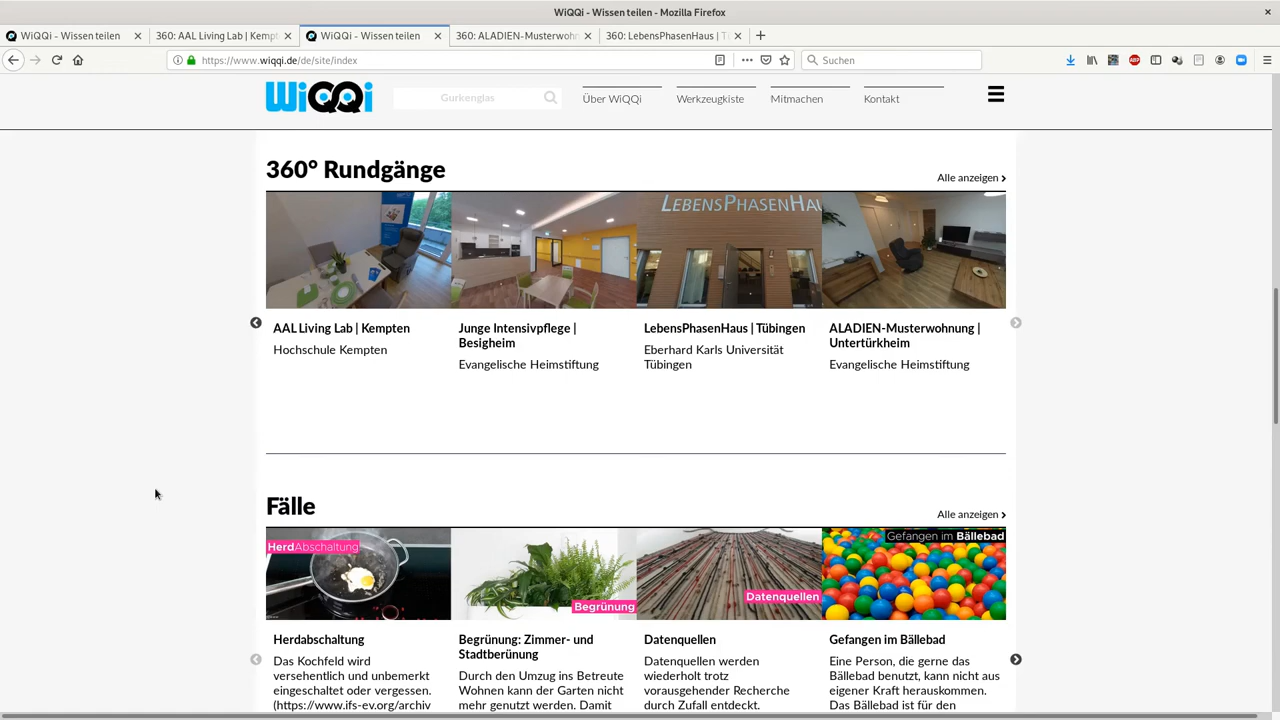 WiQQi - Wissen teilen - Mozilla Firefox
WiQQi - Wissen teilen
360: AAL Living Lab | Kempt
WiQQi - Wissen teilen
360: ALADIEN-Musterwohn
360: LebensPhasenHaus | T
https://www.wiqqi.de/de/site/index
Suchen
WiQQi
Gurkenglas
Über WiQQi
Werkzeugkiste
Mitmachen
Kontakt
360° Rundgänge
Alle anzeigen
LEBENSPHASENHAU
AAL Living Lab | Kempten
Hochschule Kempten
Junge Intensivpflege |
Besigheim
Evangelische Heimstiftung
LebensPhasenHaus | Tübingen
Eberhard Karls Universität
Tübingen
ALADIEN-Musterwohnung |
Untertürkheim
Evangelische Heimstiftung
Fälle
Alle anzeigen
HerdAbschaltung
Begrünung
Datenquellen
Gefangen im Bällebad
Herdabschaltung
Das Kochfeld wird
versehentlich und unbemerkt
eingeschaltet oder vergessen.
(https://www.ifs-ev.org/archiv
Begrünung: Zimmer- und
Stadtberünung
Durch den Umzug ins Betreute
Wohnen kann der Garten nicht
mehr genutzt werden. Damit
Datenquellen
Datenquellen werden
wiederholt trotz
vorausgehender Recherche
durch Zufall entdeckt.
Gefangen im Bällebad
Eine Person, die gerne das
Bällebad benutzt, kann nicht aus
eigener Kraft herauskommen.
Das Bällebad ist für den